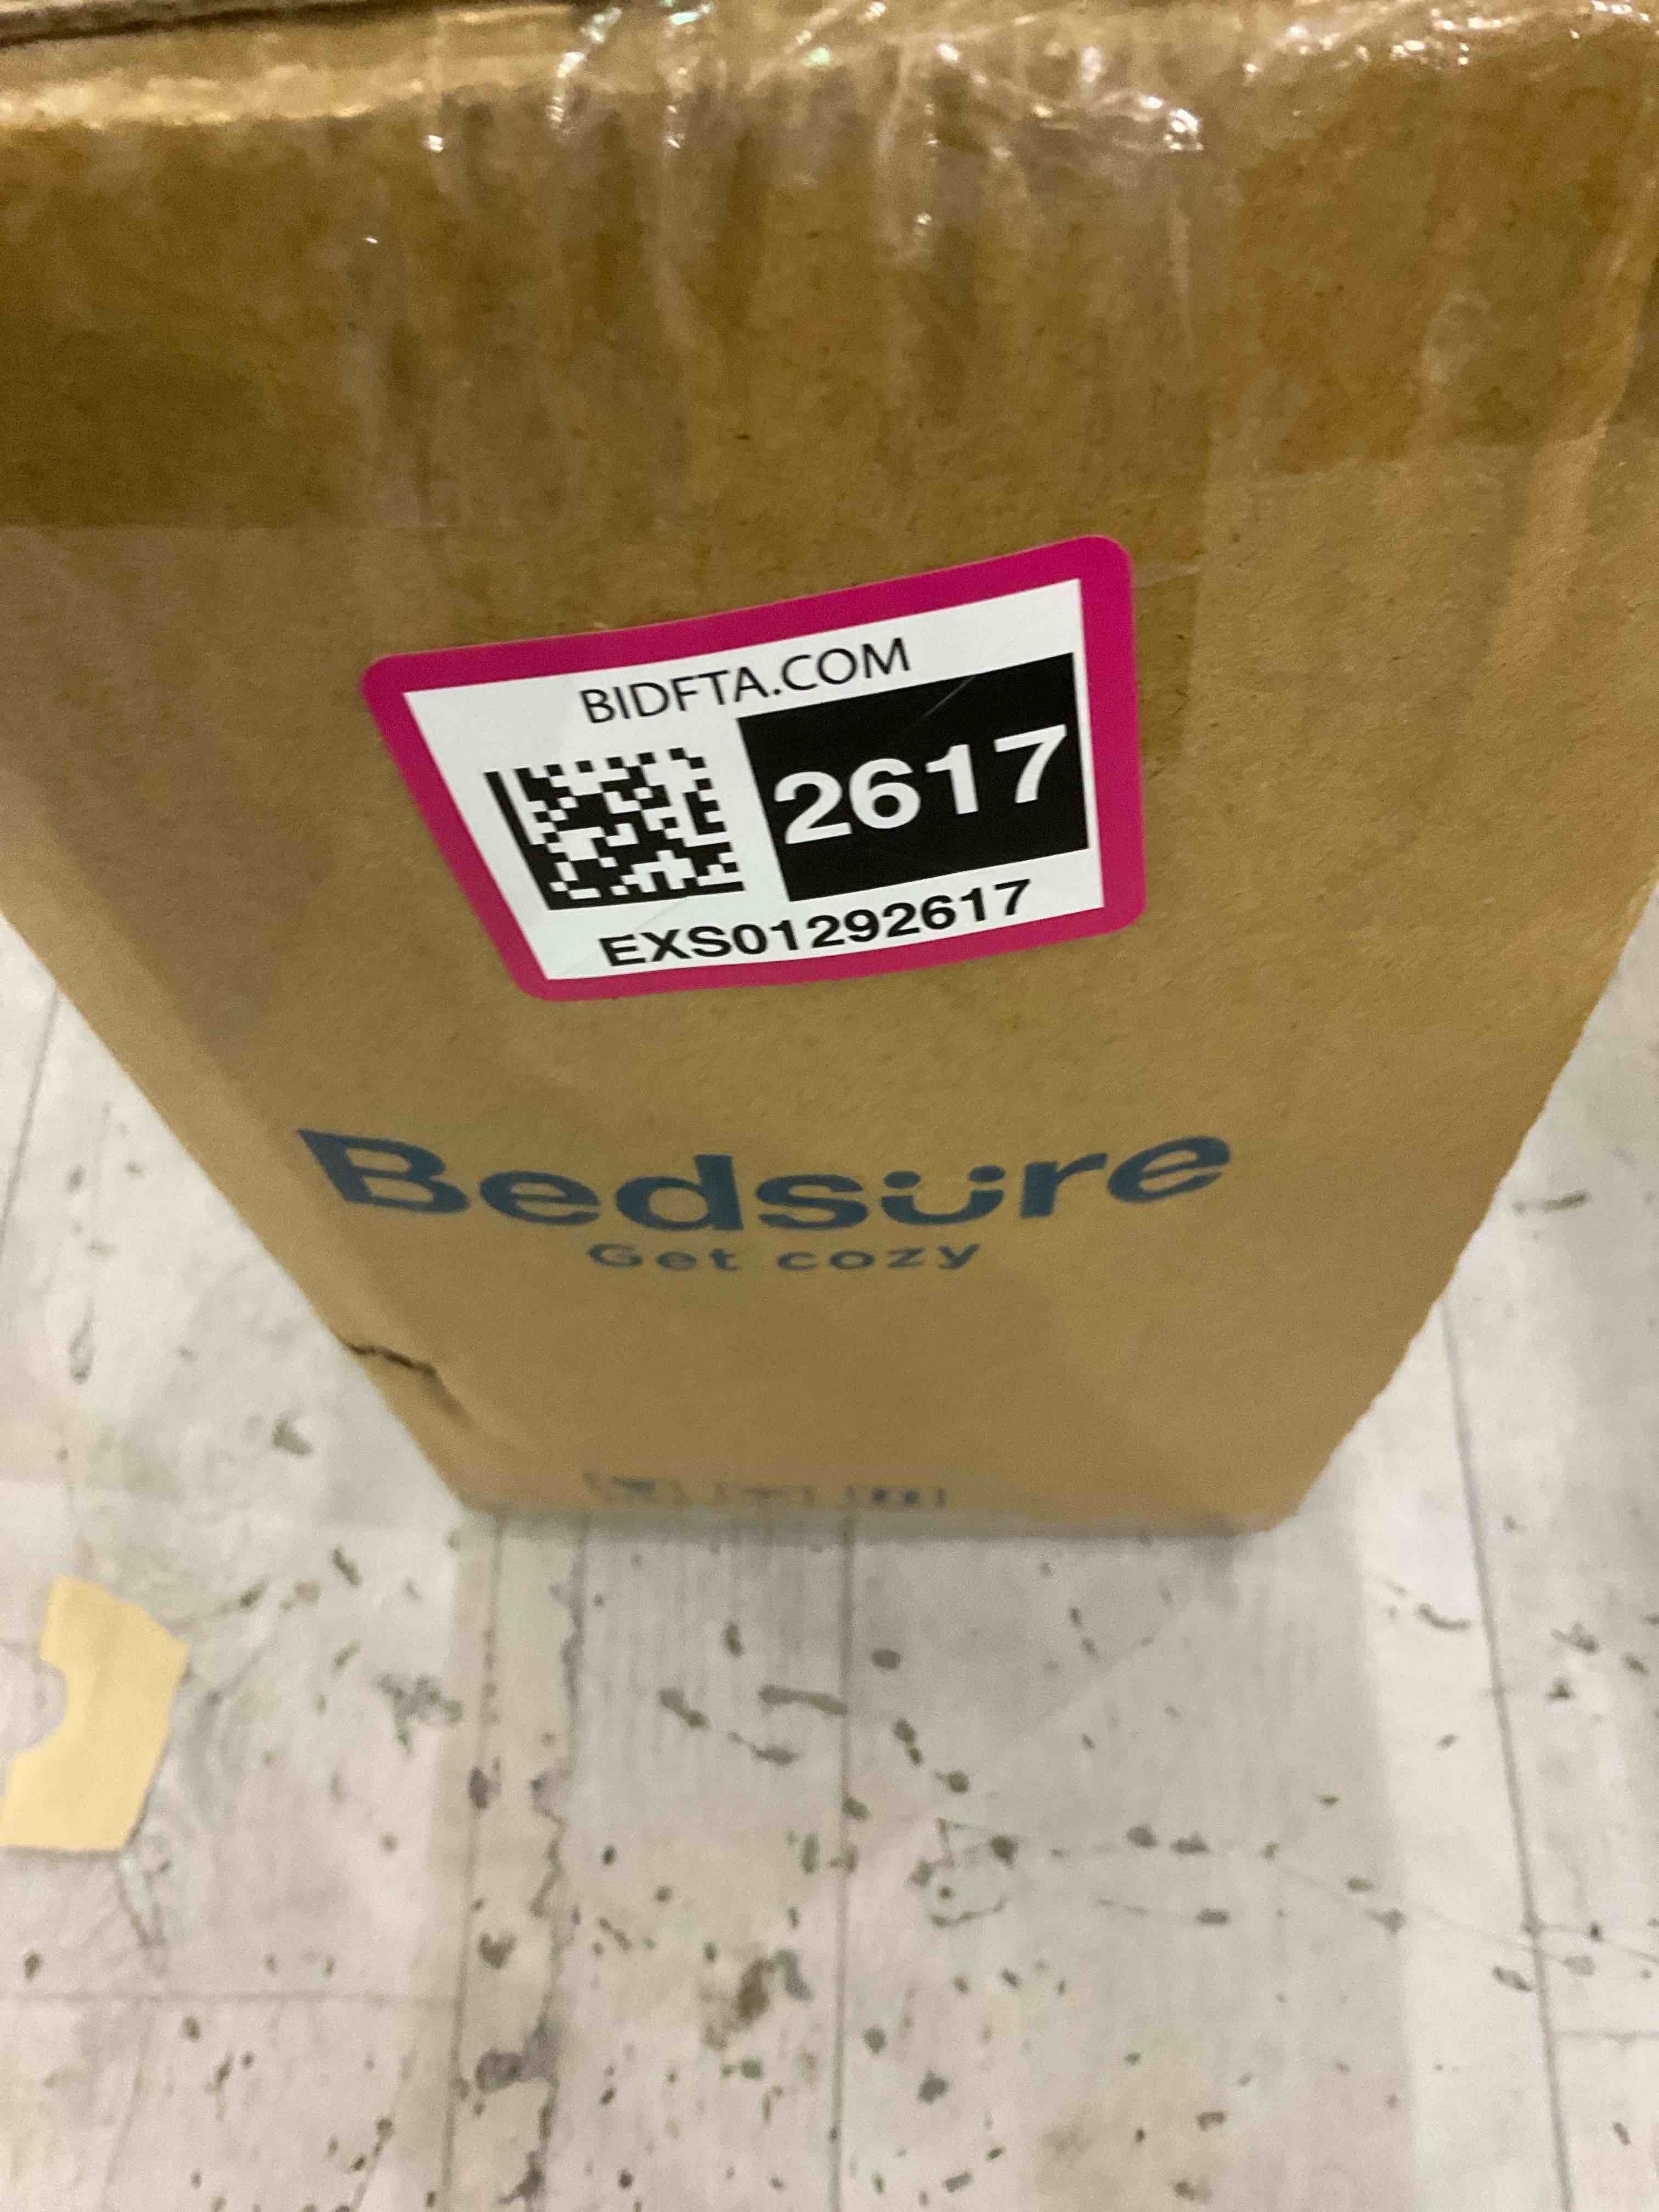 BIDFTA.COM
2617
EXS01292617
Bedsure
Get cozy